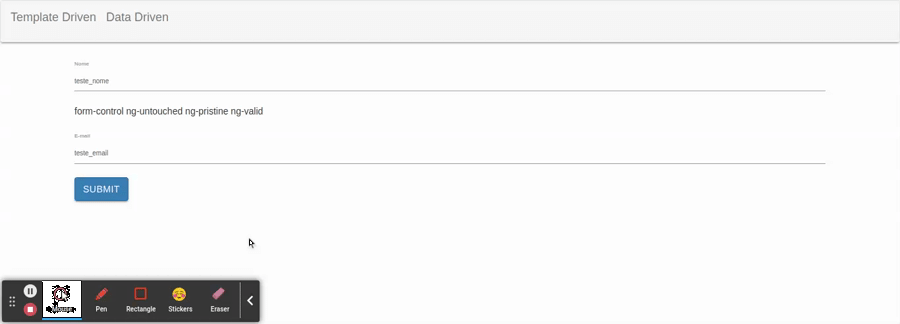 Template Driven Data Driven
Nome
teste_nome
form-control ng-untouched ng-pristine ng-valid
E-mail
teste_email
SUBMIT
Pen Rectangle Stickers Eraser